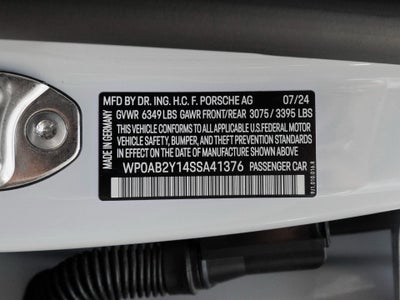 MFD. BY DR. ING. H.C. F. PORSCHE AG 07/24
GVWR 6349 LBS GAWR FRONT/REAR 3075/ 3395 LBS
THIS VEHICLE CONFORMS TO ALL
APPLICABLE U.S.FEDERAL MOTOR
VEHICLE SAFETY, BUMPER, AND THEFT PREVENTION STANDARDS
IN EFFECT ON THE DATE OF MANUFACTURE SHOWN ABOVE.
WP0AB2Y14SSA41376 PASSENGER CAR
MADE IN GERMANY